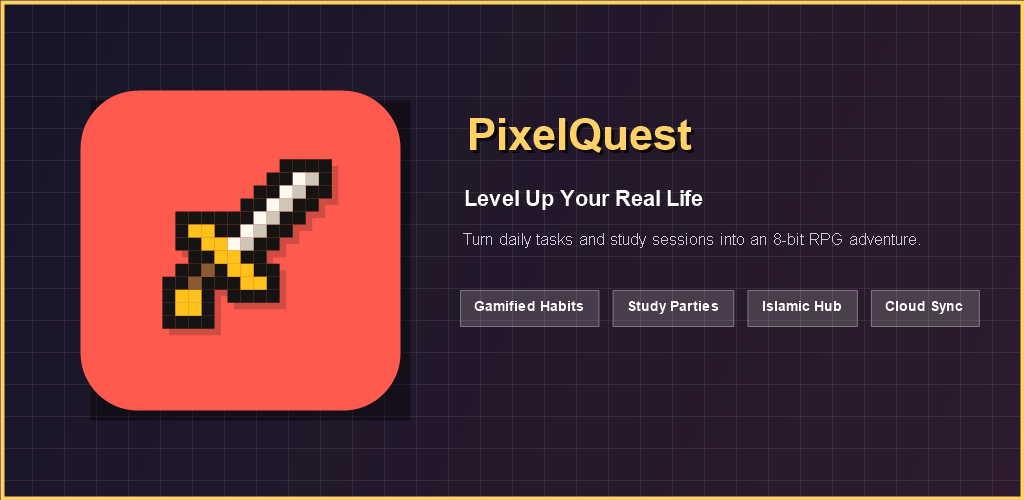 PixelQuest
Level Up Your Real Life
Turn daily tasks and study sessions into an 8-bit RPG adventure.
Gamified Habits Study Parties Islamic Hub Cloud Sync